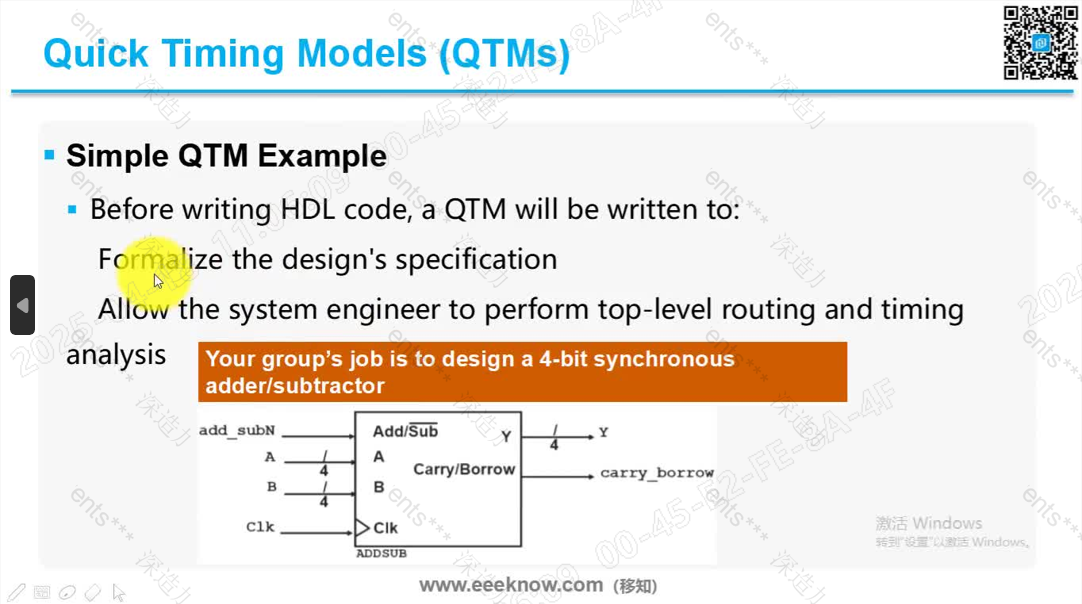 Quick Timing Models (QTMs)
Simple QTM Example
Before writing HDL code, a QTM will be written to:
Formalize the design's specification
Allow the system engineer to perform top-level routing and timing
analysis
Your group's job is to design a 4-bit synchronous
adder/subtractor
add_subN Add/Sub Y 4 Y
A 4 A Carry/Borrow carry_borrow
B 4 B
Clk Clk
ADDSUB
激活 Windows
转到"设置"以激活 Windows。
www.eeeknow.com (移知)